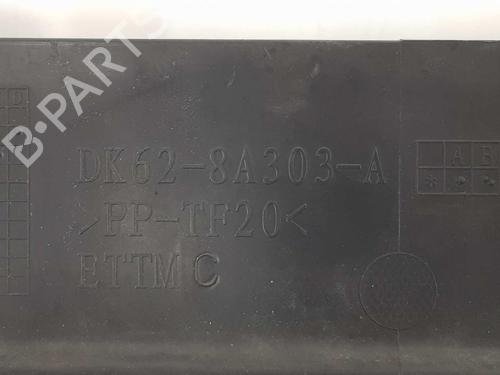 B-PARTS
DK62-8A303-A
>PP-TF20<
ETTM C
A B